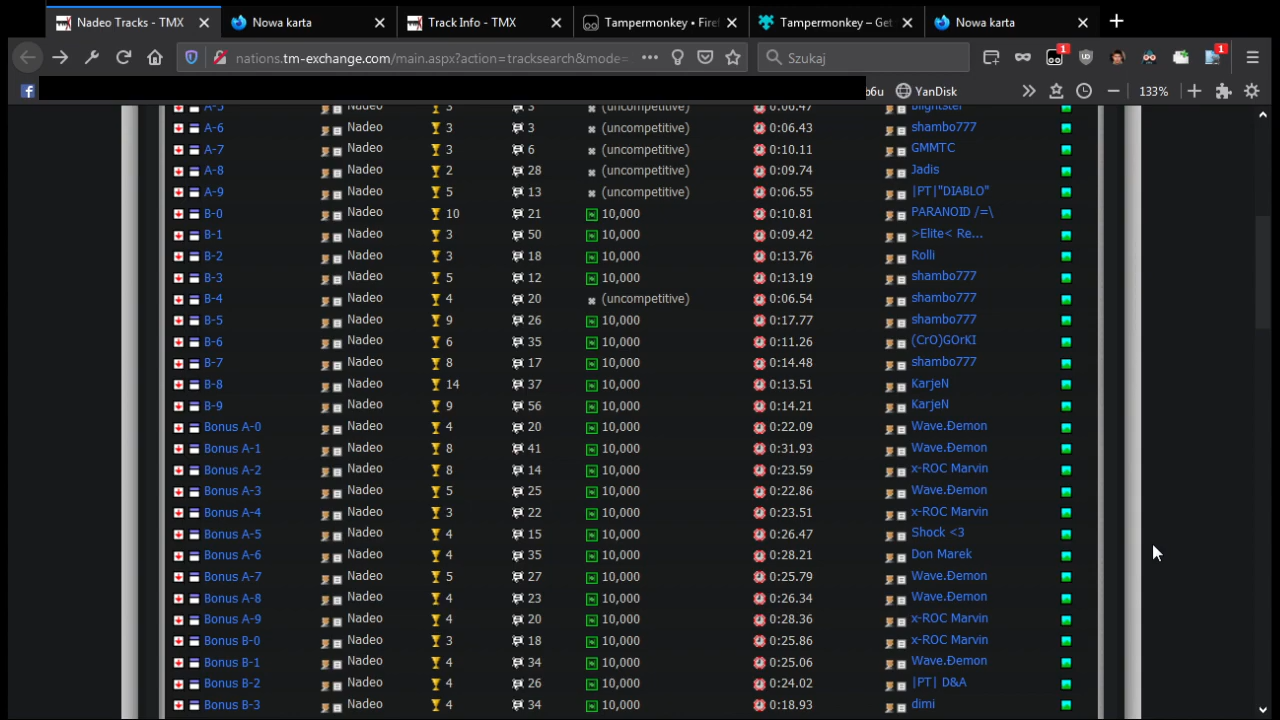 Nadeo Tracks - TMX Nowa karta Track Info - TMX Tampermonkey • Firef Tampermonkey – Get Nowa karta
nations.tm-exchange.com/main.aspx?action=tracksearch&mode= Szukaj 1 1
YanDisk 133%
A-5 Nadeo 3 3 (uncompetitive) 0:06.47
A-6 Nadeo 3 3 (uncompetitive) 0:06.43 shambo777
A-7 Nadeo 3 6 (uncompetitive) 0:10.11 GMMTC
A-8 Nadeo 2 28 (uncompetitive) 0:09.74 Jadis
A-9 Nadeo 5 13 (uncompetitive) 0:06.55 |PT|"DIABLO"
B-0 Nadeo 10 21 10,000 0:10.81 PARANOID /=\
B-1 Nadeo 3 50 10,000 0:09.42 >Elite< Re...
B-2 Nadeo 3 18 10,000 0:13.76 Rolli
B-3 Nadeo 5 12 10,000 0:13.19 shambo777
B-4 Nadeo 4 20 (uncompetitive) 0:06.54 shambo777
B-5 Nadeo 9 26 10,000 0:17.77 shambo777
B-6 Nadeo 6 35 10,000 0:11.26 (CrO)GOrKI
B-7 Nadeo 8 17 10,000 0:14.48 shambo777
B-8 Nadeo 14 37 10,000 0:13.51 KarjeN
B-9 Nadeo 9 56 10,000 0:14.21 KarjeN
Bonus A-0 Nadeo 4 20 10,000 0:22.09 Wave.Đemon
Bonus A-1 Nadeo 8 41 10,000 0:31.93 Wave.Đemon
Bonus A-2 Nadeo 8 14 10,000 0:23.59 x-ROC Marvin
Bonus A-3 Nadeo 5 25 10,000 0:22.86 Wave.Đemon
Bonus A-4 Nadeo 3 22 10,000 0:23.51 x-ROC Marvin
Bonus A-5 Nadeo 4 15 10,000 0:26.47 Shock <3
Bonus A-6 Nadeo 4 35 10,000 0:28.21 Don Marek
Bonus A-7 Nadeo 5 27 10,000 0:25.79 Wave.Đemon
Bonus A-8 Nadeo 4 23 10,000 0:26.34 Wave.Đemon
Bonus A-9 Nadeo 4 20 10,000 0:28.36 x-ROC Marvin
Bonus B-0 Nadeo 3 18 10,000 0:25.86 x-ROC Marvin
Bonus B-1 Nadeo 4 34 10,000 0:25.06 Wave.Đemon
Bonus B-2 Nadeo 4 26 10,000 0:24.02 |PT| D&A
Bonus B-3 Nadeo 4 34 10,000 0:18.93 dimi